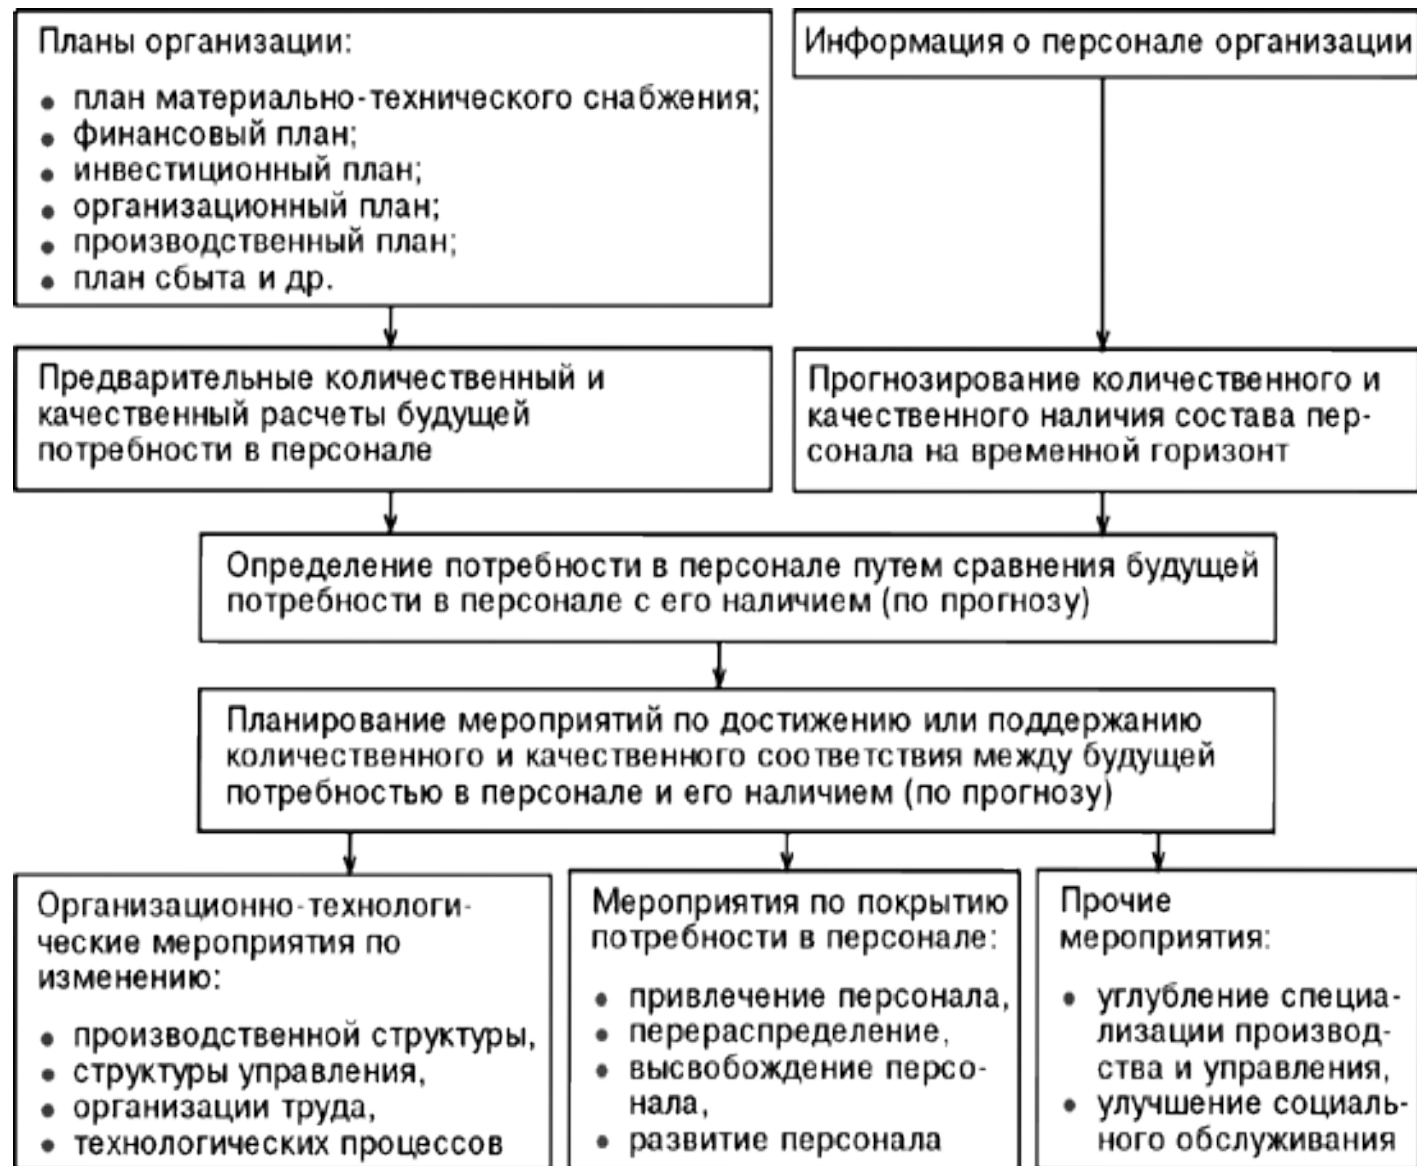 Планы организации:
• план материально-технического снабжения;
• финансовый план;
• инвестиционный план;
• организационный план;
• производственный план;
• план сбыта и др.
Информация о персонале организации
Предварительные количественный и
качественный расчеты будущей
потребности в персонале
Прогнозирование количественного и
качественного наличия состава пер-
сонала на временной горизонт
Определение потребности в персонале путем сравнения будущей
потребности в персонале с его наличием (по прогнозу)
Планирование мероприятий по достижению или поддержанию
количественного и качественного соответствия между будущей
потребностью в персонале и его наличием (по прогнозу)
Организационно-технологи-
ческие мероприятия по
изменению:
• производственной структуры,
• структуры управления,
• организации труда,
• технологических процессов
Мероприятия по покрытию
потребности в персонале:
• привлечение персонала,
• перераспределение,
• высвобождение персо-
нала,
• развитие персонала
Прочие
мероприятия:
• углубление специа-
лизации производ-
ства и управления,
• улучшение социаль-
ного обслуживания